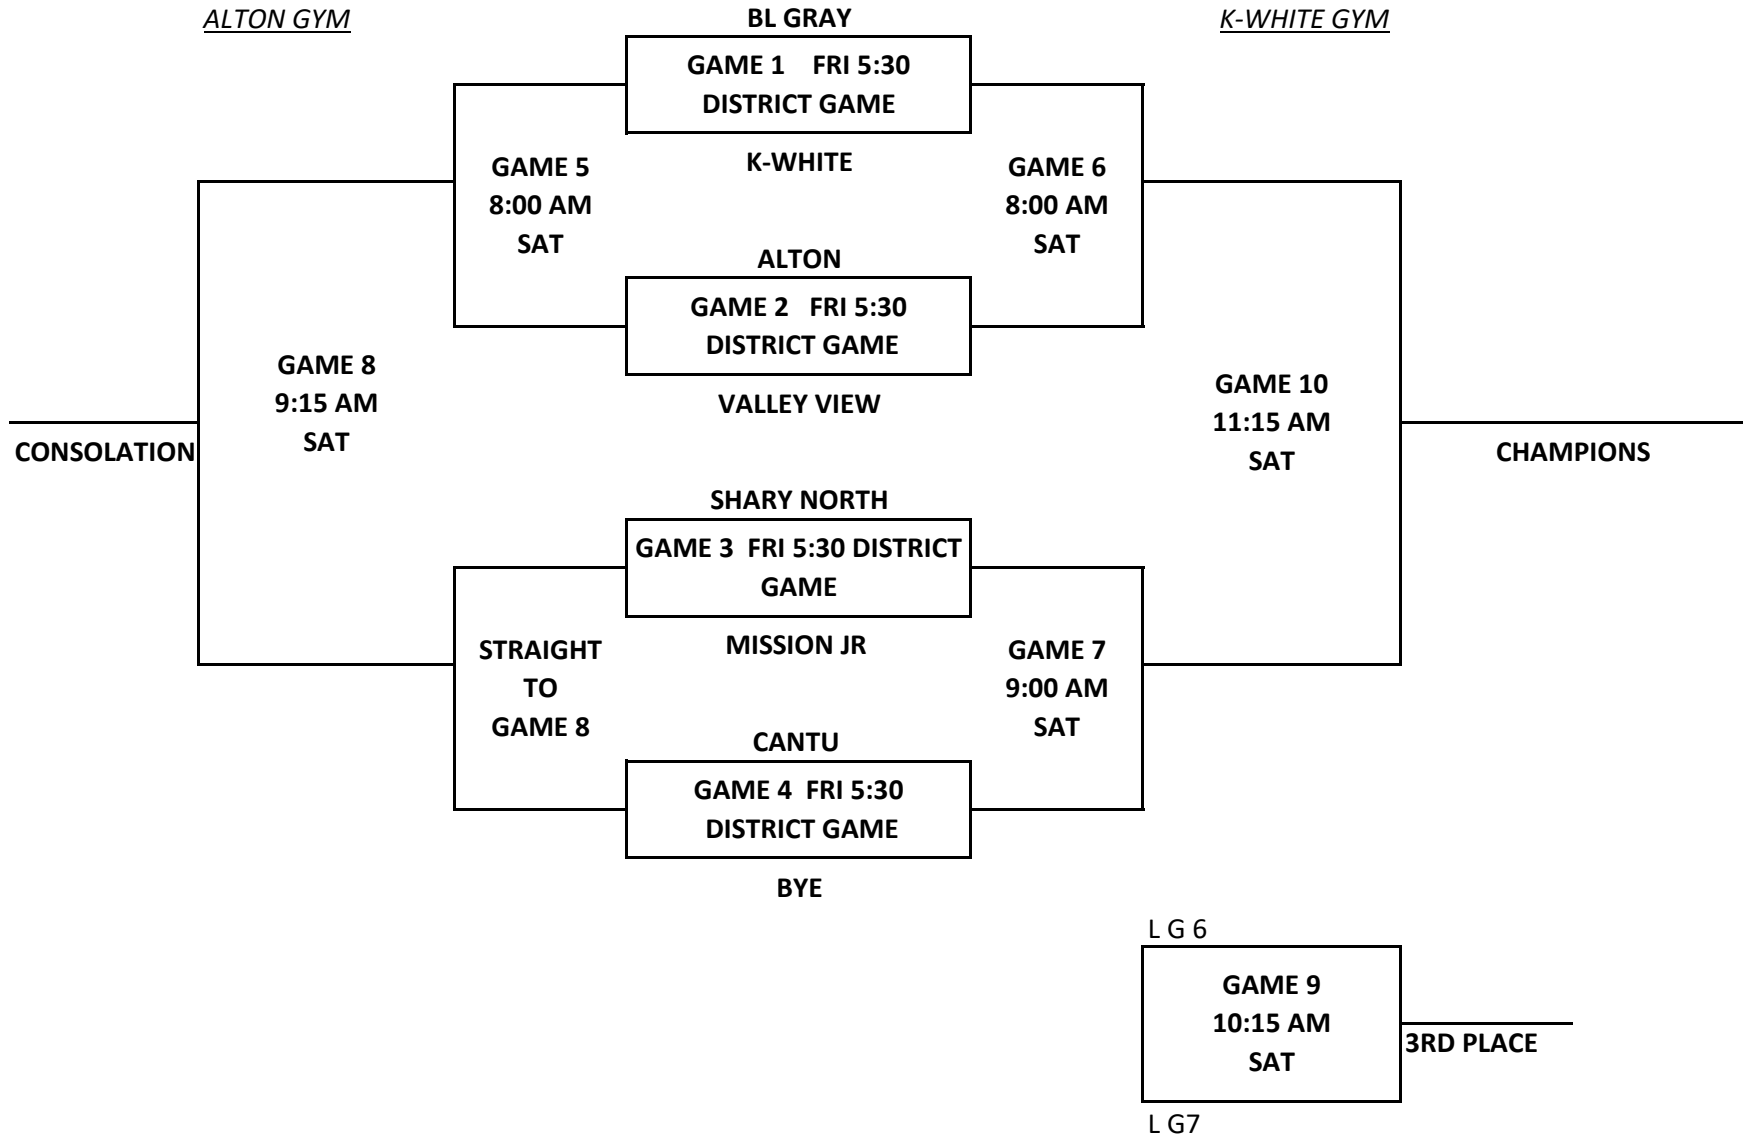 ALTON GYM
BL GRAY
K-WHITE GYM
GAME 1 FRI 5:30
DISTRICT GAME
K-WHITE
GAME 5
8:00 AM
SAT
GAME 6
8:00 AM
SAT
ALTON
GAME 2 FRI 5:30
DISTRICT GAME
VALLEY VIEW
GAME 8
9:15 AM
SAT
GAME 10
11:15 AM
SAT
CONSOLATION
CHAMPIONS
SHARY NORTH
GAME 3 FRI 5:30 DISTRICT
GAME
MISSION JR
STRAIGHT
TO
GAME 8
GAME 7
9:00 AM
SAT
CANTU
GAME 4 FRI 5:30
DISTRICT GAME
BYE
L G 6
GAME 9
10:15 AM
SAT
3RD PLACE
L G7